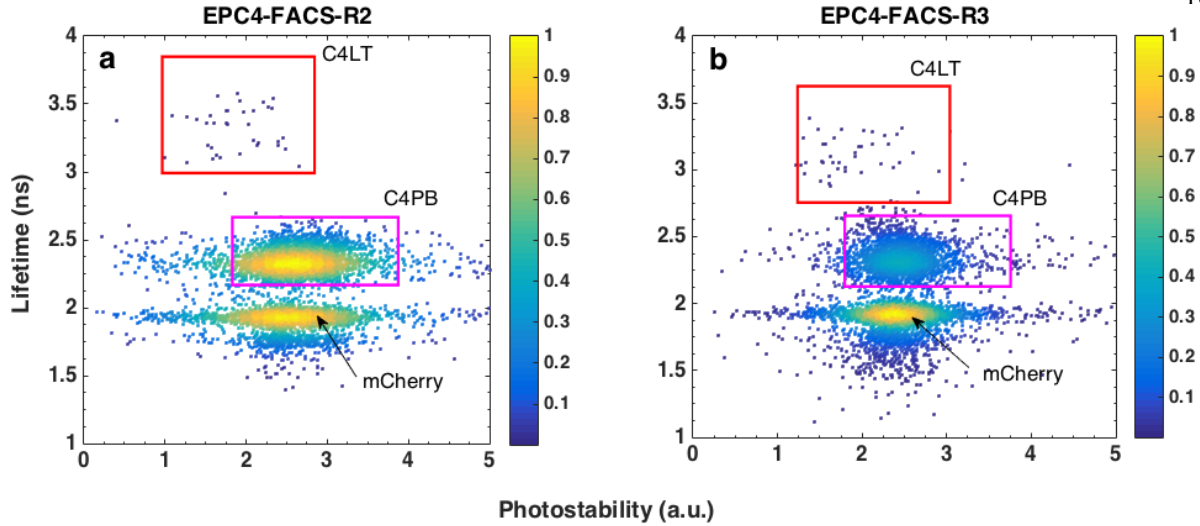 EPC4-FACS-R2
EPC4-FACS-R3
a
C4LT
C4PB
mCherry
4
3.5
3
2.5
2
1.5
1
0 1 2 3 4 5
1
0.9
0.8
0.7
0.6
0.5
0.4
0.3
0.2
0.1
b
C4LT
C4PB
mCherry
4
3.5
3
2.5
2
1.5
1
0 1 2 3 4 5
1
0.9
0.8
0.7
0.6
0.5
0.4
0.3
0.2
0.1
Lifetime (ns)
Photostability (a.u.)